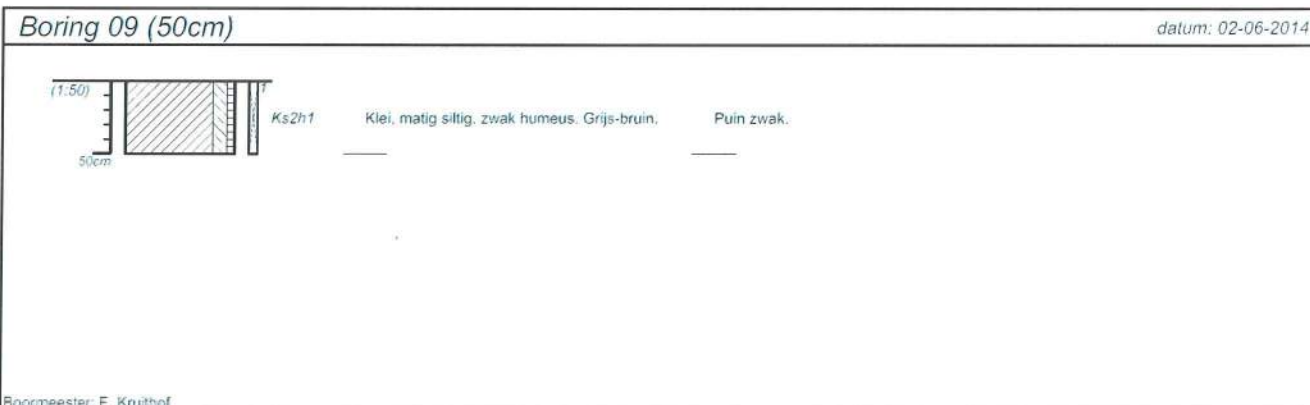 Boring 09 (50cm) datum: 02-06-2014
(1:50) 1
Ks2h1 Klei, matig siltig, zwak humeus. Grijs-bruin. Puin zwak.
50cm
Boormeester: F. Kruithof